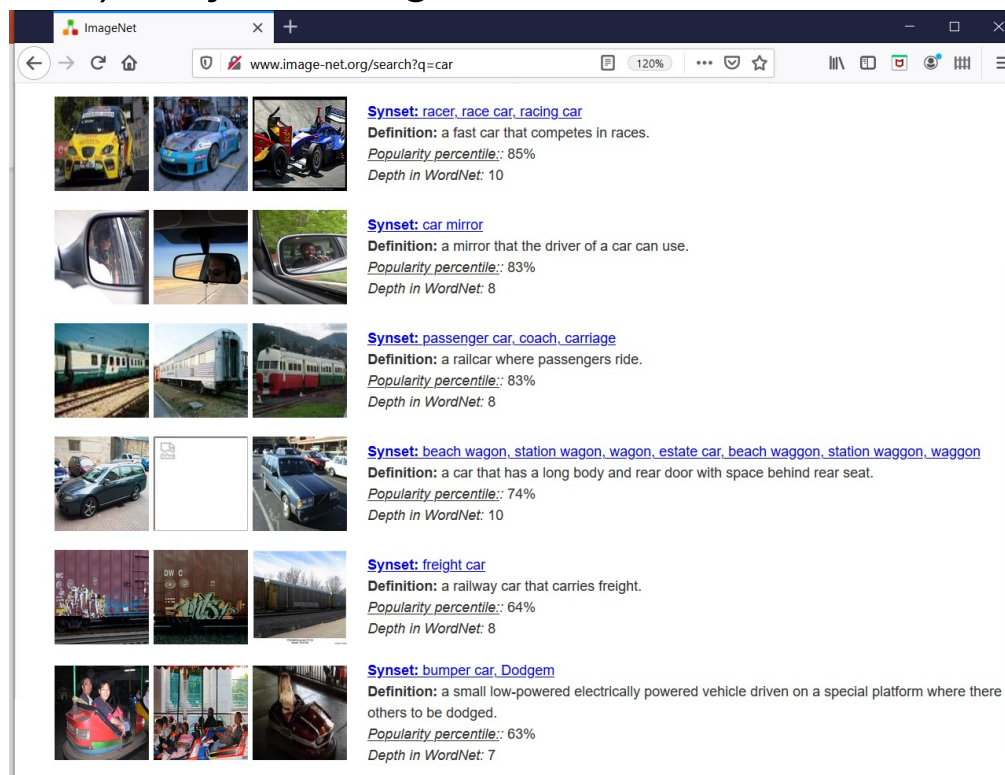 ImageNet
www.image-net.org/search?q=car
120%
Synset: racer, race car, racing car
Definition: a fast car that competes in races.
Popularity percentile:: 85%
Depth in WordNet: 10
Synset: car mirror
Definition: a mirror that the driver of a car can use.
Popularity percentile:: 83%
Depth in WordNet: 8
Synset: passenger car, coach, carriage
Definition: a railcar where passengers ride.
Popularity percentile:: 83%
Depth in WordNet: 8
Synset: beach wagon, station wagon, wagon, estate car, beach waggon, station waggon, waggon
Definition: a car that has a long body and rear door with space behind rear seat.
Popularity percentile:: 74%
Depth in WordNet: 10
Synset: freight car
Definition: a railway car that carries freight.
Popularity percentile:: 64%
Depth in WordNet: 8
Synset: bumper car, Dodgem
Definition: a small low-powered electrically powered vehicle driven on a special platform where there
others to be dodged.
Popularity percentile:: 63%
Depth in WordNet: 7